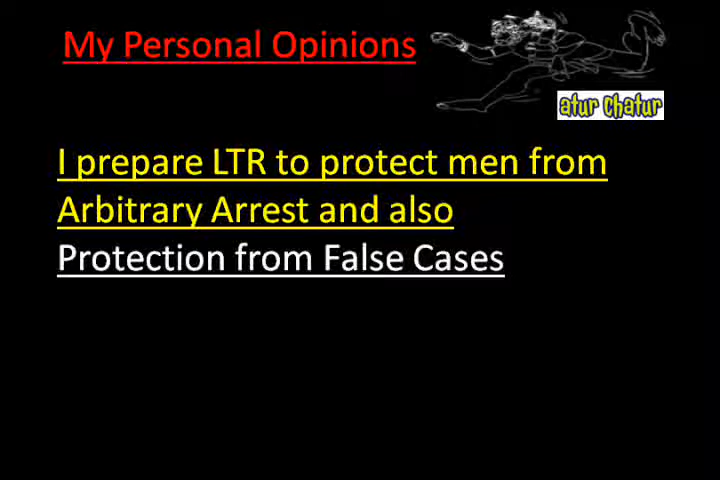 My Personal Opinions
atur chatur
I prepare LTR to protect men from
Arbitrary Arrest and also
Protection from False Cases